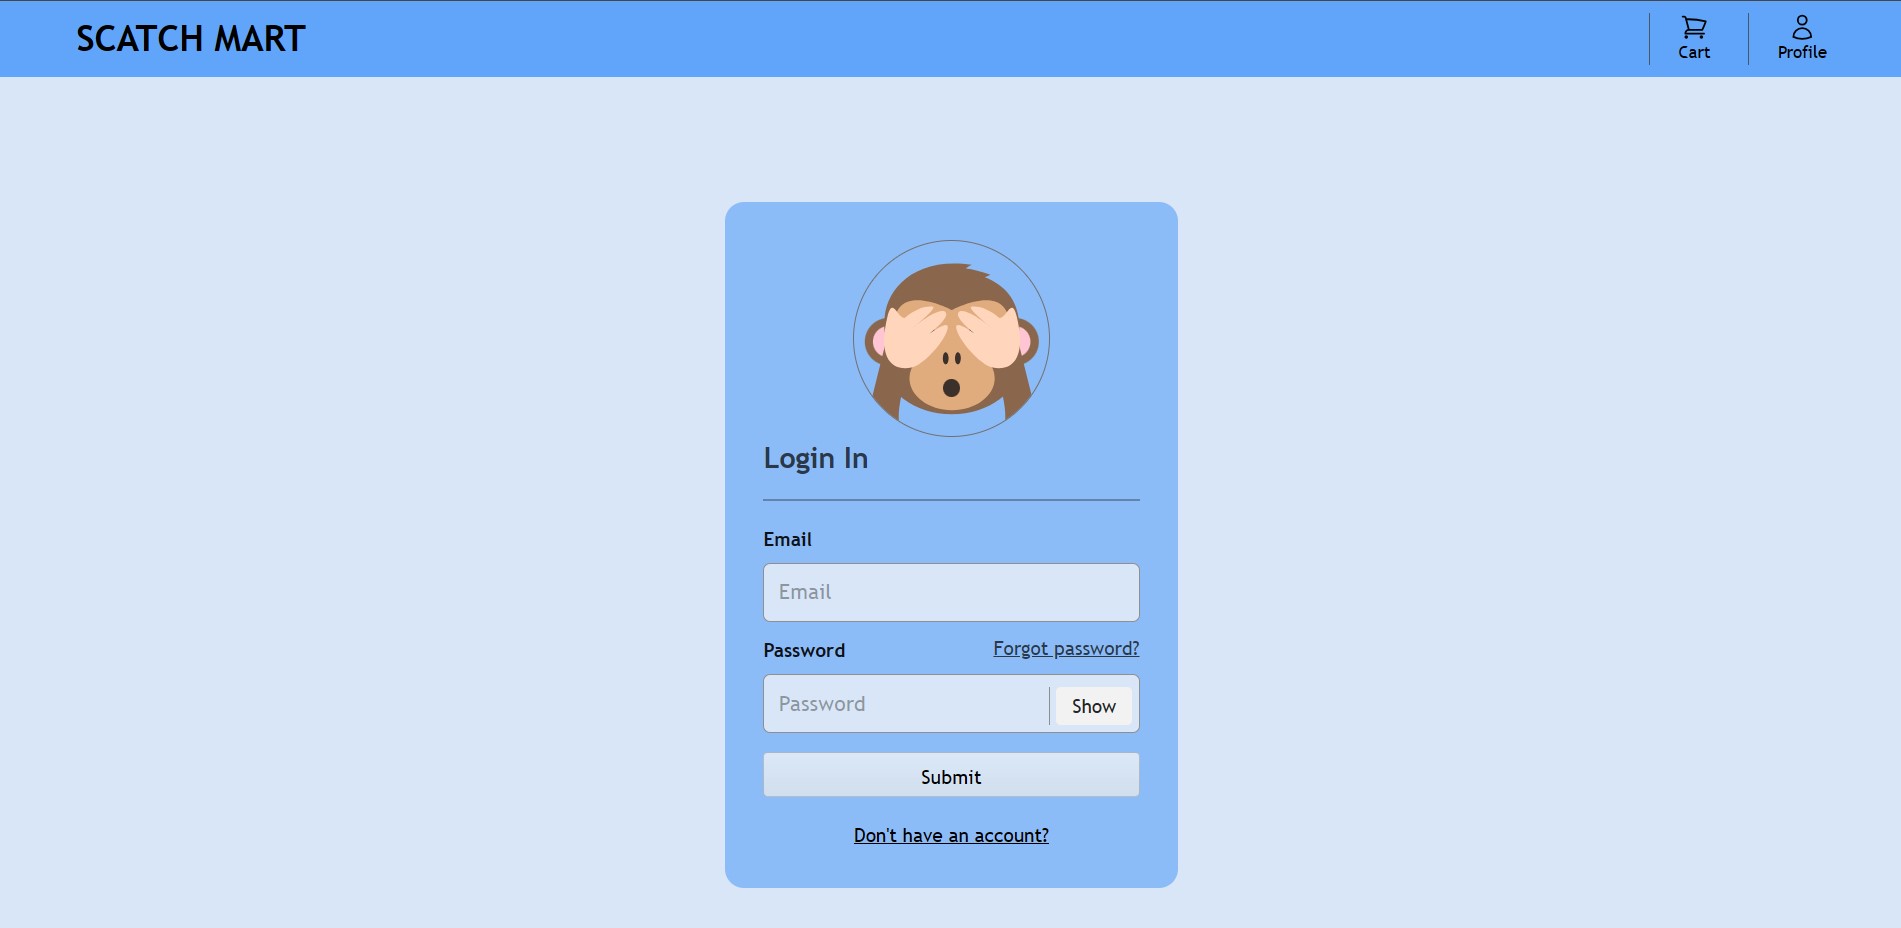 SCATCH MART
Cart
Profile
Login In
Email
Email
Password
Forgot password?
Password
Show
Submit
Don't have an account?